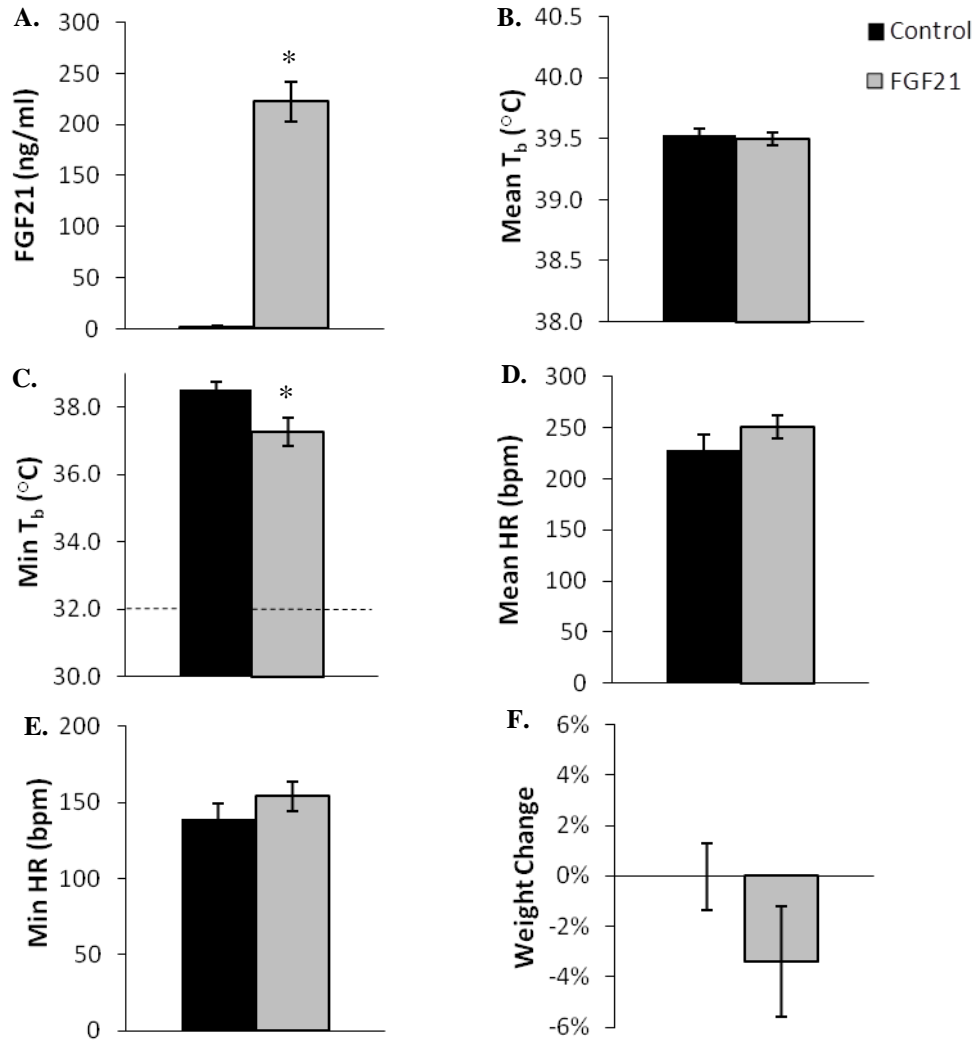 A.
300
250
200
150
100
50
0
FGF21 (ng/ml)
*
B.
40.5
40.0
39.5
39.0
38.5
38.0
Mean Tb (°C)
Control
FGF21
C.
38.0
36.0
34.0
32.0
30.0
Min Tb (°C)
*
D.
300
250
200
150
100
50
0
Mean HR (bpm)
E.
200
150
100
50
0
Min HR (bpm)
F.
6%
4%
2%
0%
-2%
-4%
-6%
Weight Change